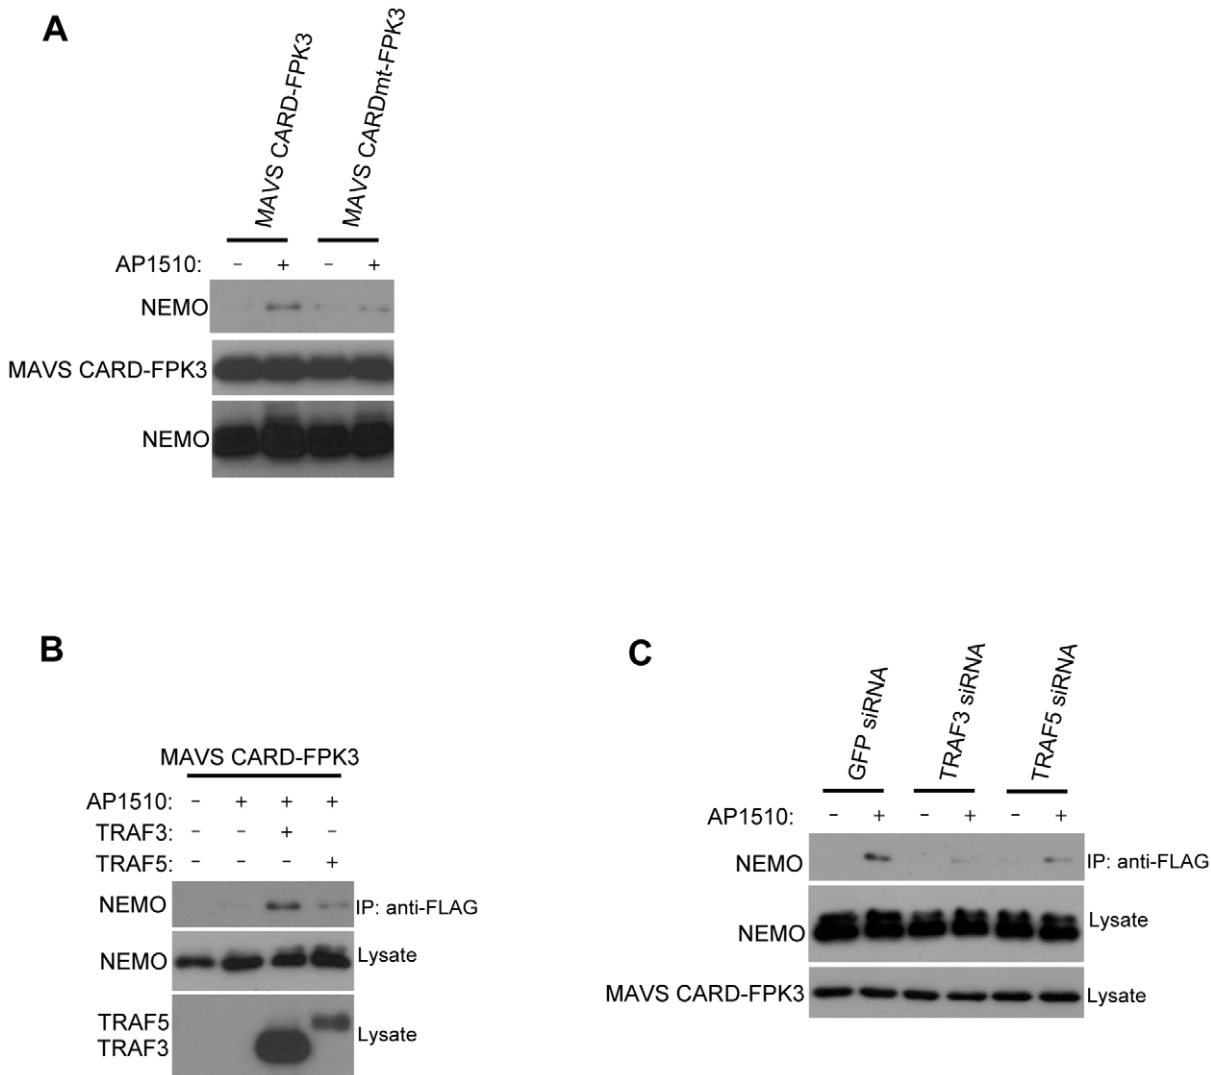 A
MAVS CARD-FPK3
MAVS CARDmt-FPK3
AP1510: - + - +
NEMO
MAVS CARD-FPK3
NEMO
B
MAVS CARD-FPK3
AP1510: - + + +
TRAF3: - - + -
TRAF5: - - - +
NEMO IP: anti-FLAG
NEMO Lysate
TRAF5
TRAF3 Lysate
C
GFP siRNA
TRAF3 siRNA
TRAF5 siRNA
AP1510: - + - + - +
NEMO IP: anti-FLAG
NEMO Lysate
MAVS CARD-FPK3 Lysate